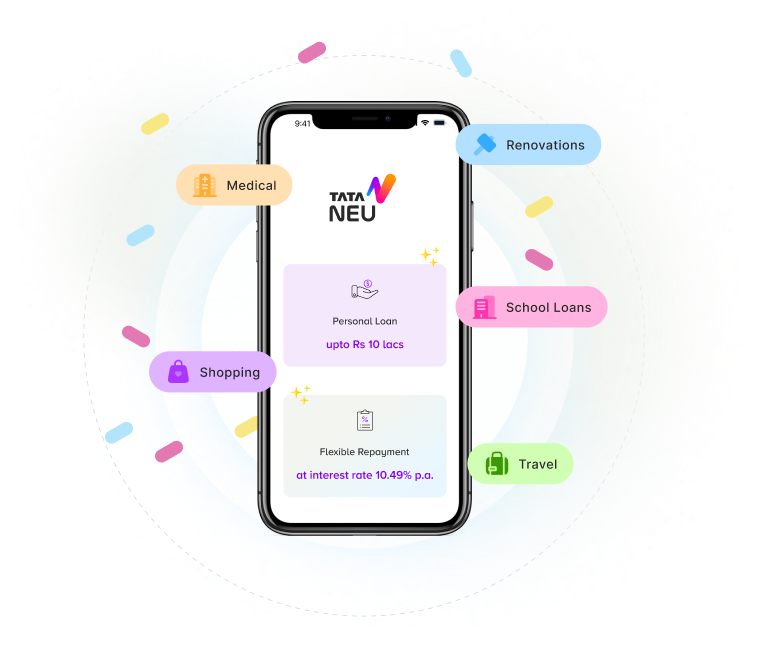 9:41
Renovations
Medical
TATA
NEU
Personal Loan
upto Rs 10 lacs
School Loans
Shopping
%
Flexible Repayment
at interest rate 10.49% p.a.
Travel